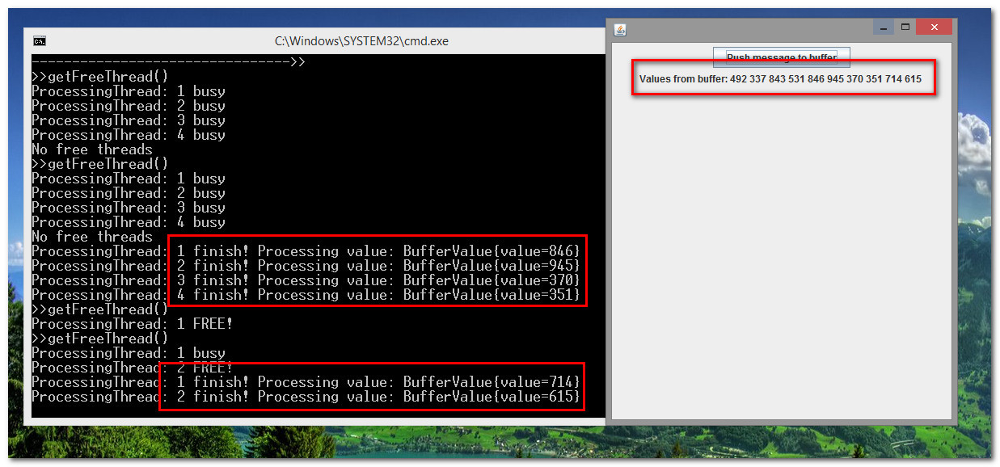 C:\Windows\SYSTEM32\cmd.exe
-------------------------------->>
>>getFreeThread()
ProcessingThread: 1 busy
ProcessingThread: 2 busy
ProcessingThread: 3 busy
ProcessingThread: 4 busy
No free threads
>>getFreeThread()
ProcessingThread: 1 busy
ProcessingThread: 2 busy
ProcessingThread: 3 busy
ProcessingThread: 4 busy
No free threads
ProcessingThread: 1 finish! Processing value: BufferValue{value=846}
ProcessingThread: 2 finish! Processing value: BufferValue{value=945}
ProcessingThread: 3 finish! Processing value: BufferValue{value=370}
ProcessingThread: 4 finish! Processing value: BufferValue{value=351}
>>getFreeThread()
ProcessingThread: 1 FREE!
>>getFreeThread()
ProcessingThread: 1 busy
ProcessingThread: 2 FREE!
ProcessingThread: 1 finish! Processing value: BufferValue{value=714}
ProcessingThread: 2 finish! Processing value: BufferValue{value=615}
Push message to buffer
Values from buffer: 492 337 843 531 846 945 370 351 714 615